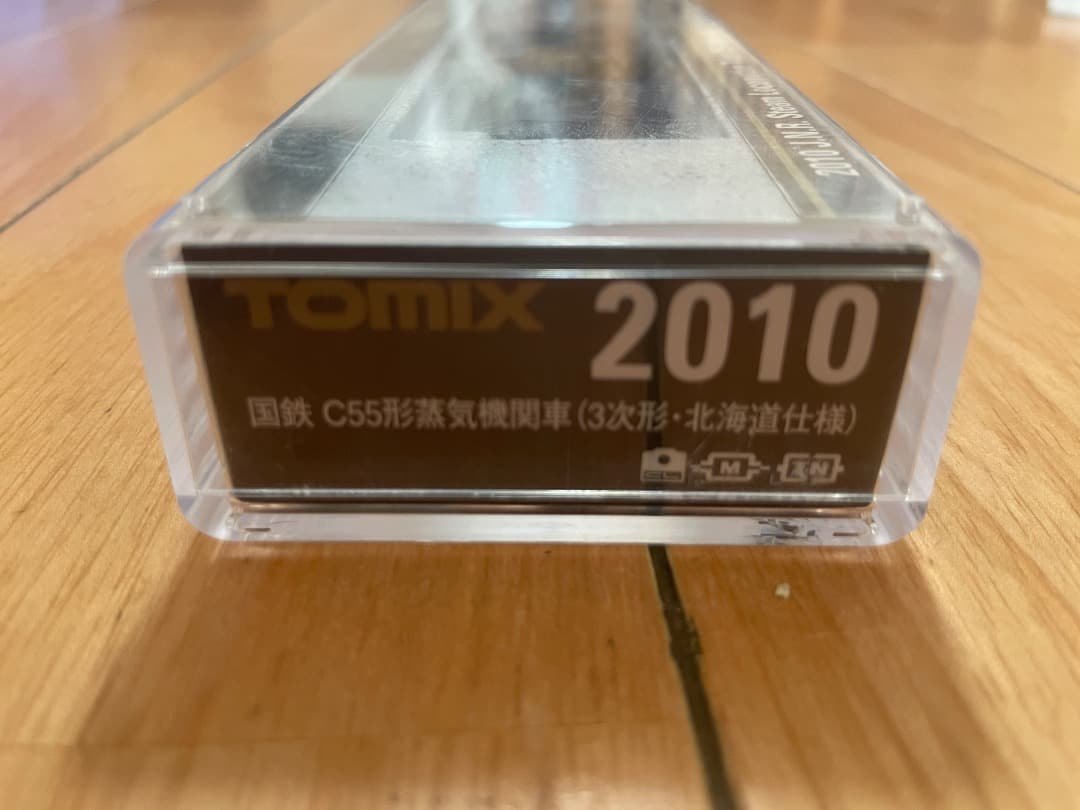 2010 J.N.R. Steam
TOMIX 2010
国鉄 C55形蒸気機関車(3次形・北海道仕様)
M